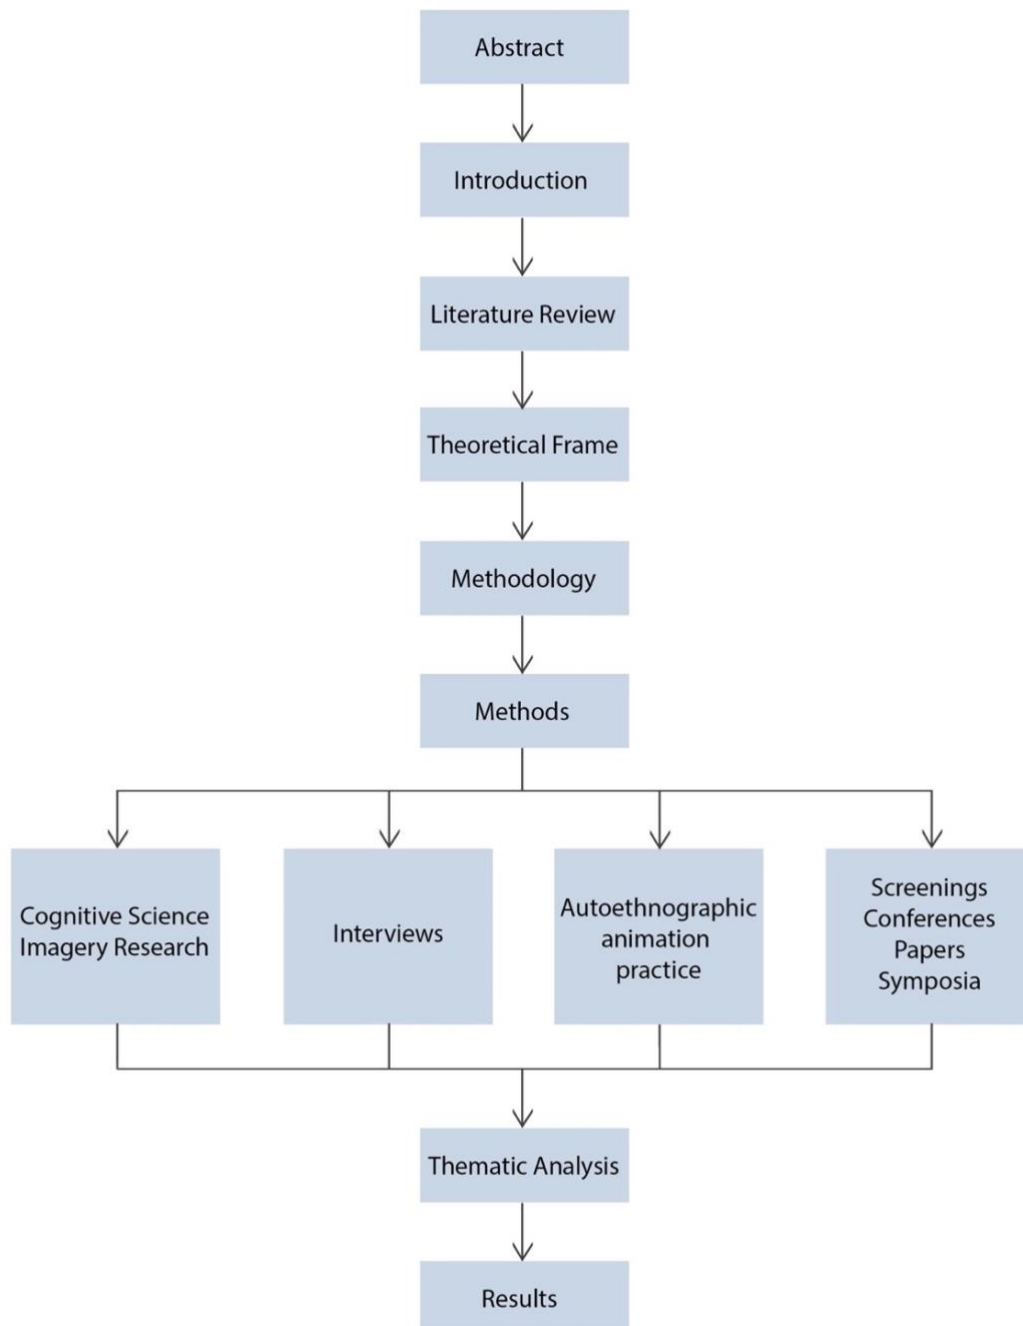 Abstract
Introduction
Literature Review
Theoretical Frame
Methodology
Methods
Cognitive Science
Imagery Research
Interviews
Autoethnographic
animation
practice
Screenings
Conferences
Papers
Symposia
Thematic Analysis
Results